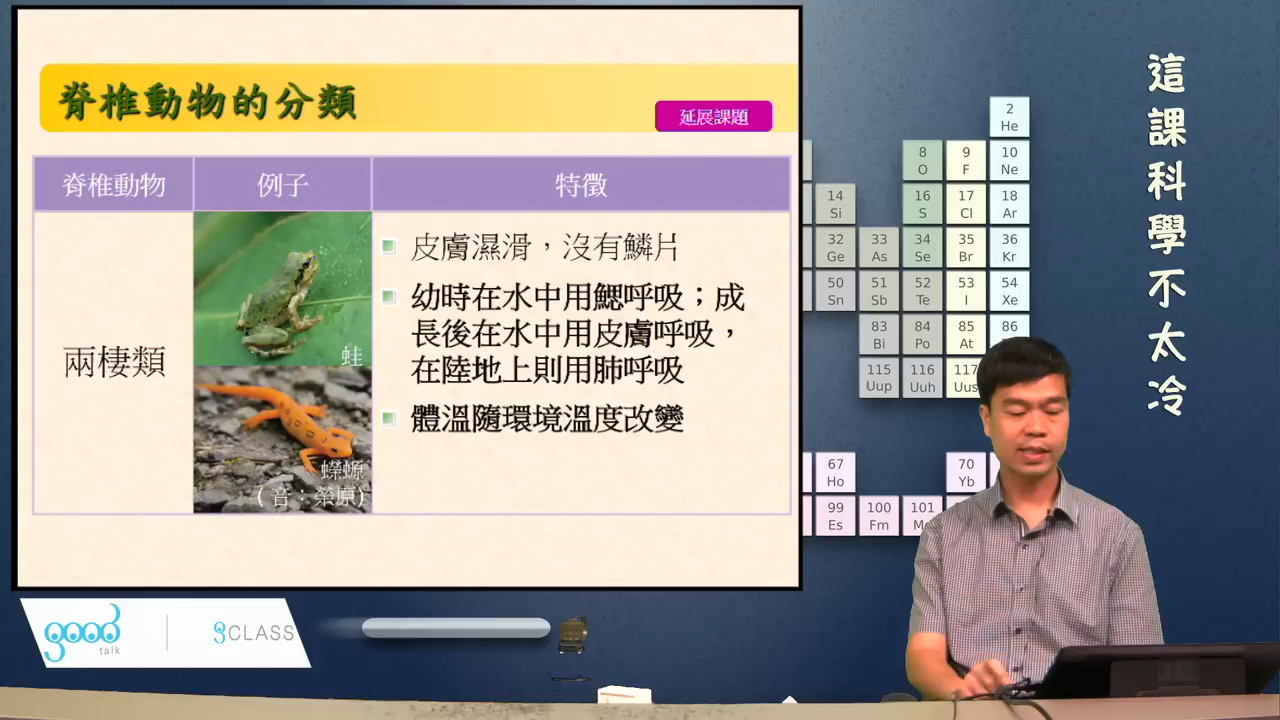 脊椎動物的分類
延展課題
脊椎動物
例子
特徵
兩棲類
蛙
蠑螈
(音：榮原)
皮膚濕滑，沒有鱗片
幼時在水中用鰓呼吸；成
長後在水中用皮膚呼吸，
在陸地上則用肺呼吸
體溫隨環境溫度改變
這課科學不太冷
2
He
8
O
9
F
10
Ne
14
Si
16
S
17
Cl
18
Ar
32
Ge
33
As
34
Se
35
Br
36
Kr
50
Sn
51
Sb
52
Te
53
I
54
Xe
83
Bi
84
Po
85
At
86
115
Uup
116
Uuh
117
Uus
67
Ho
70
Yb
99
Es
100
Fm
101
good
talk
3CLASS